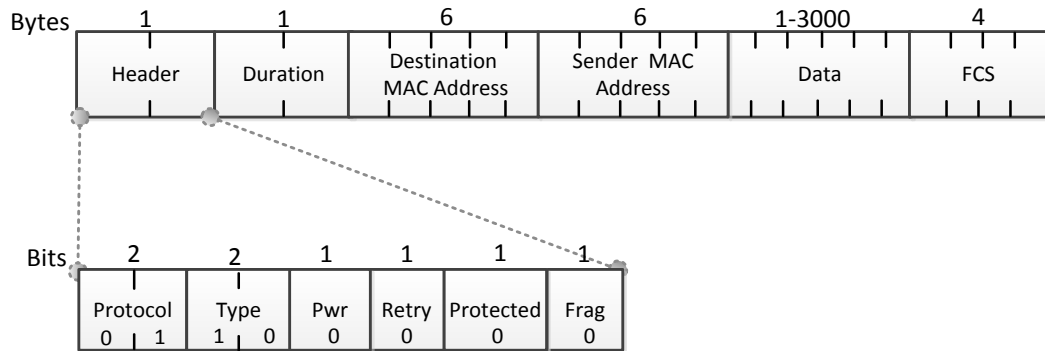 Bytes 1 1 6 6 1-3000 4
Header Duration Destination MAC Address Sender MAC Address Data FCS
Bits 2 2 1 1 1 1
Protocol Type Pwr Retry Protected Frag
0 1 1 0 0 0 0 0